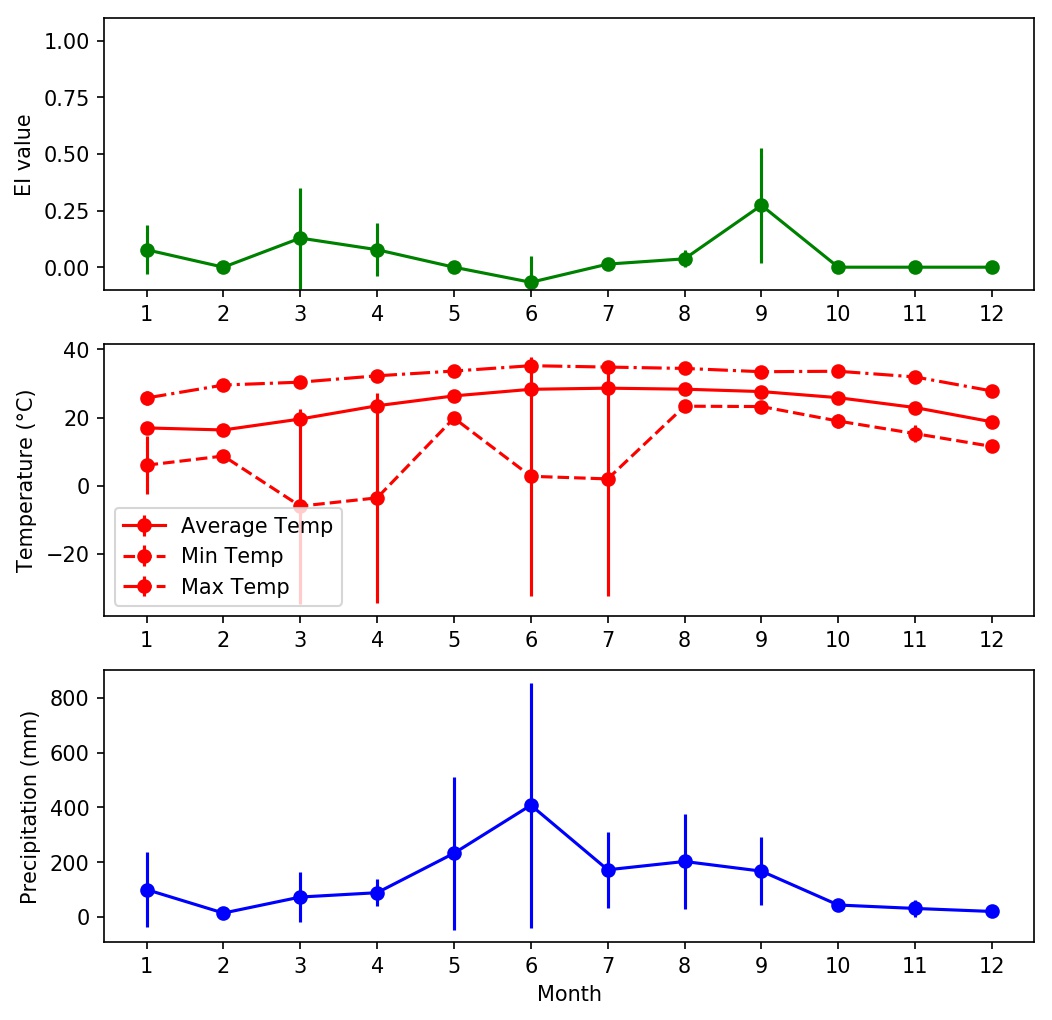 1.00
0.75
0.50
0.25
0.00
EI value
1 2 3 4 5 6 7 8 9 10 11 12
40
20
0
−20
Temperature (°C)
Average Temp
Min Temp
Max Temp
1 2 3 4 5 6 7 8 9 10 11 12
800
600
400
200
0
Precipitation (mm)
1 2 3 4 5 6 7 8 9 10 11 12
Month